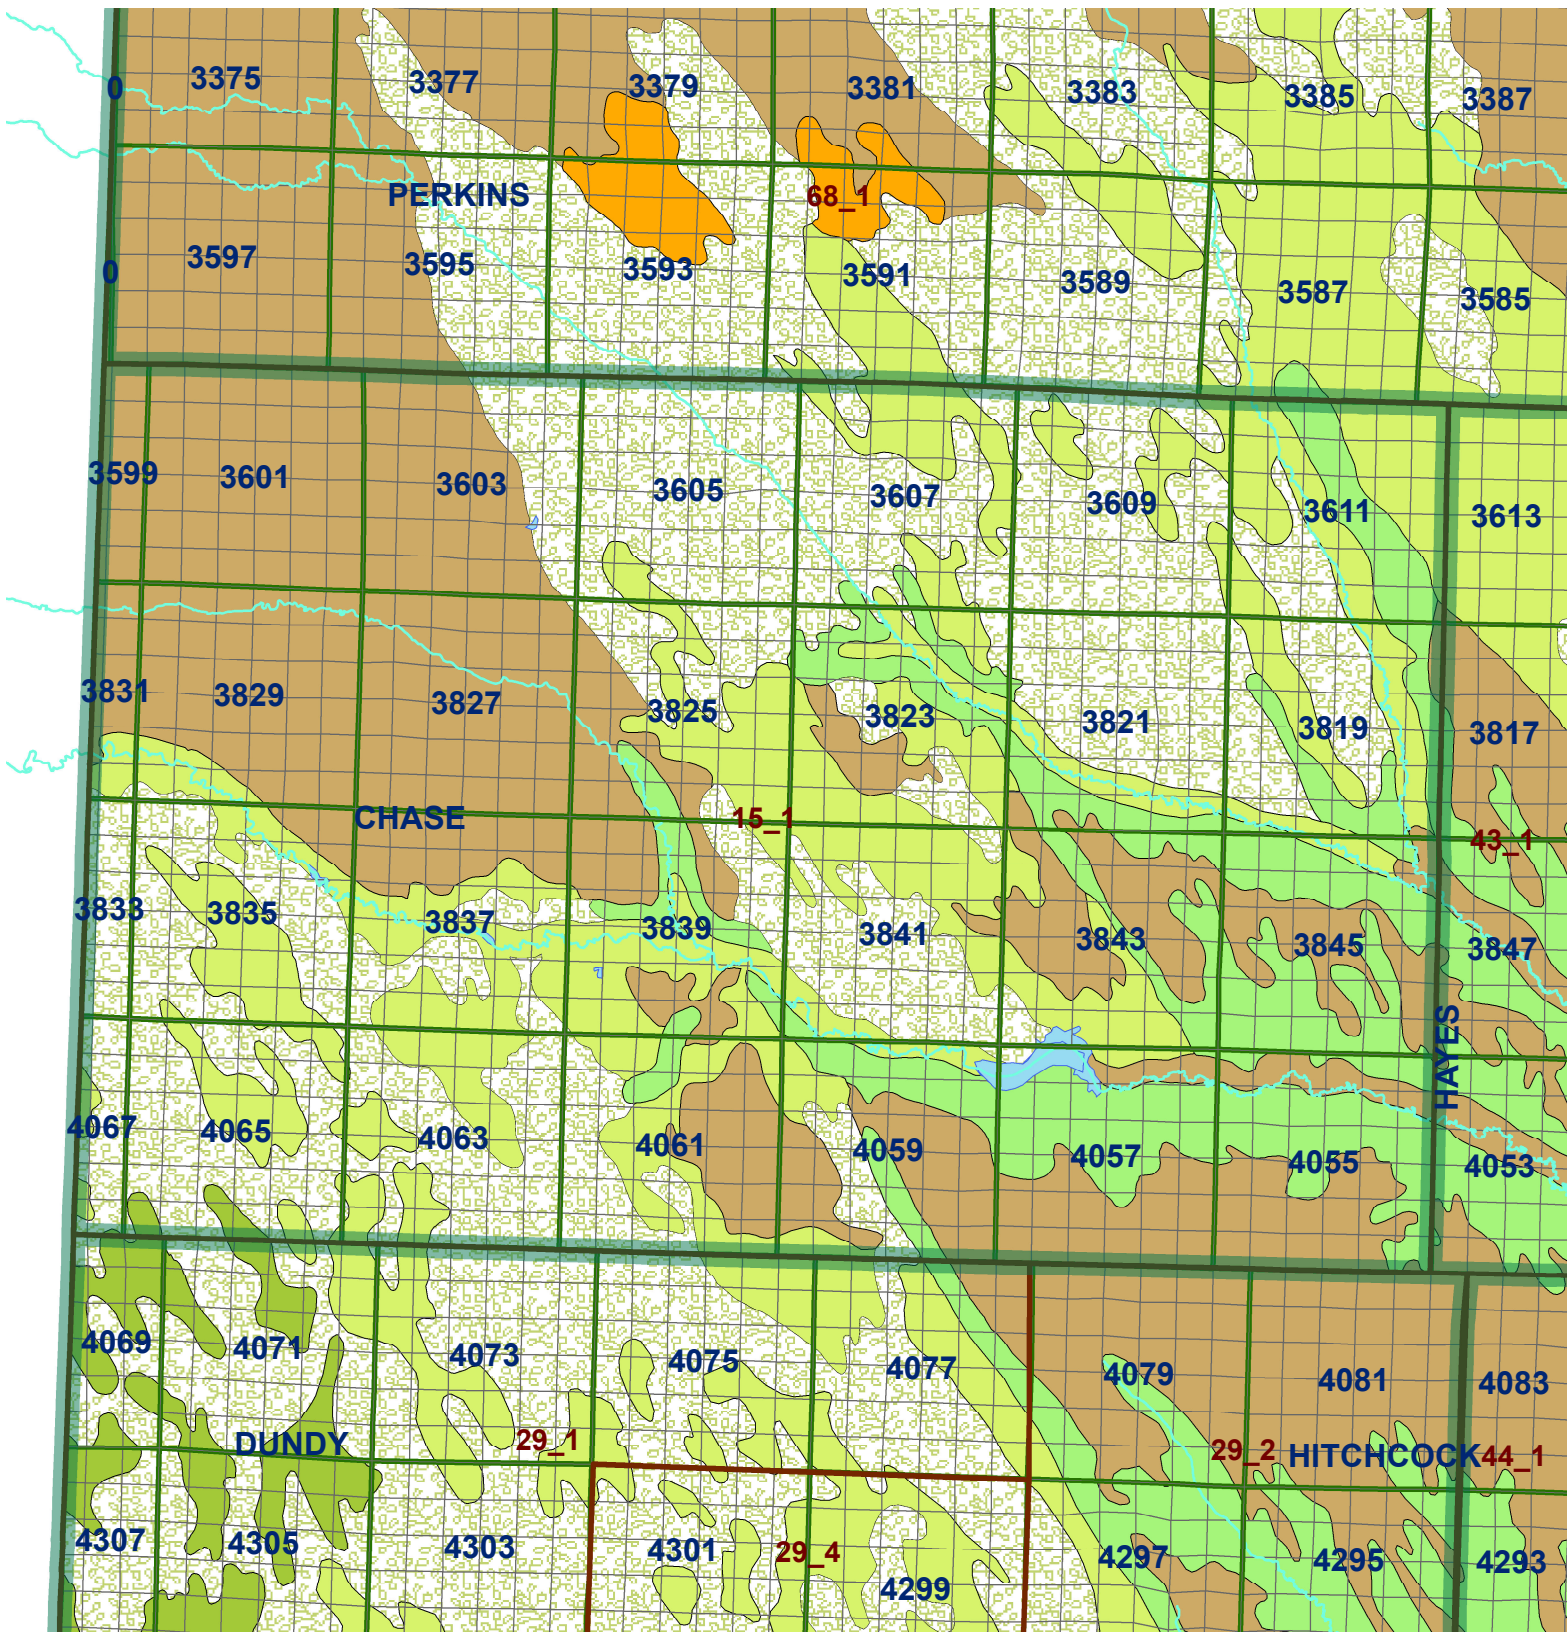 3375 3377 3379 3381 3383 3385 3387
0
PERKINS 68_1
3597 3595 3593 3591 3589 3587 3585
0
3599 3601 3603 3605 3607 3609 3611 3613
3831 3829 3827 3825 3823 3821 3819 3817
CHASE 15_1 43_1
3833 3835 3837 3839 3841 3843 3845 3847
HAYES
4067 4065 4063 4061 4059 4057 4055 4053
4069 4071 4073 4075 4077 4079 4081 4083
DUNDY 29_1 29_2 HITCHCOCK 44_1
4307 4305 4303 4301 29_4 4299 4297 4295 4293